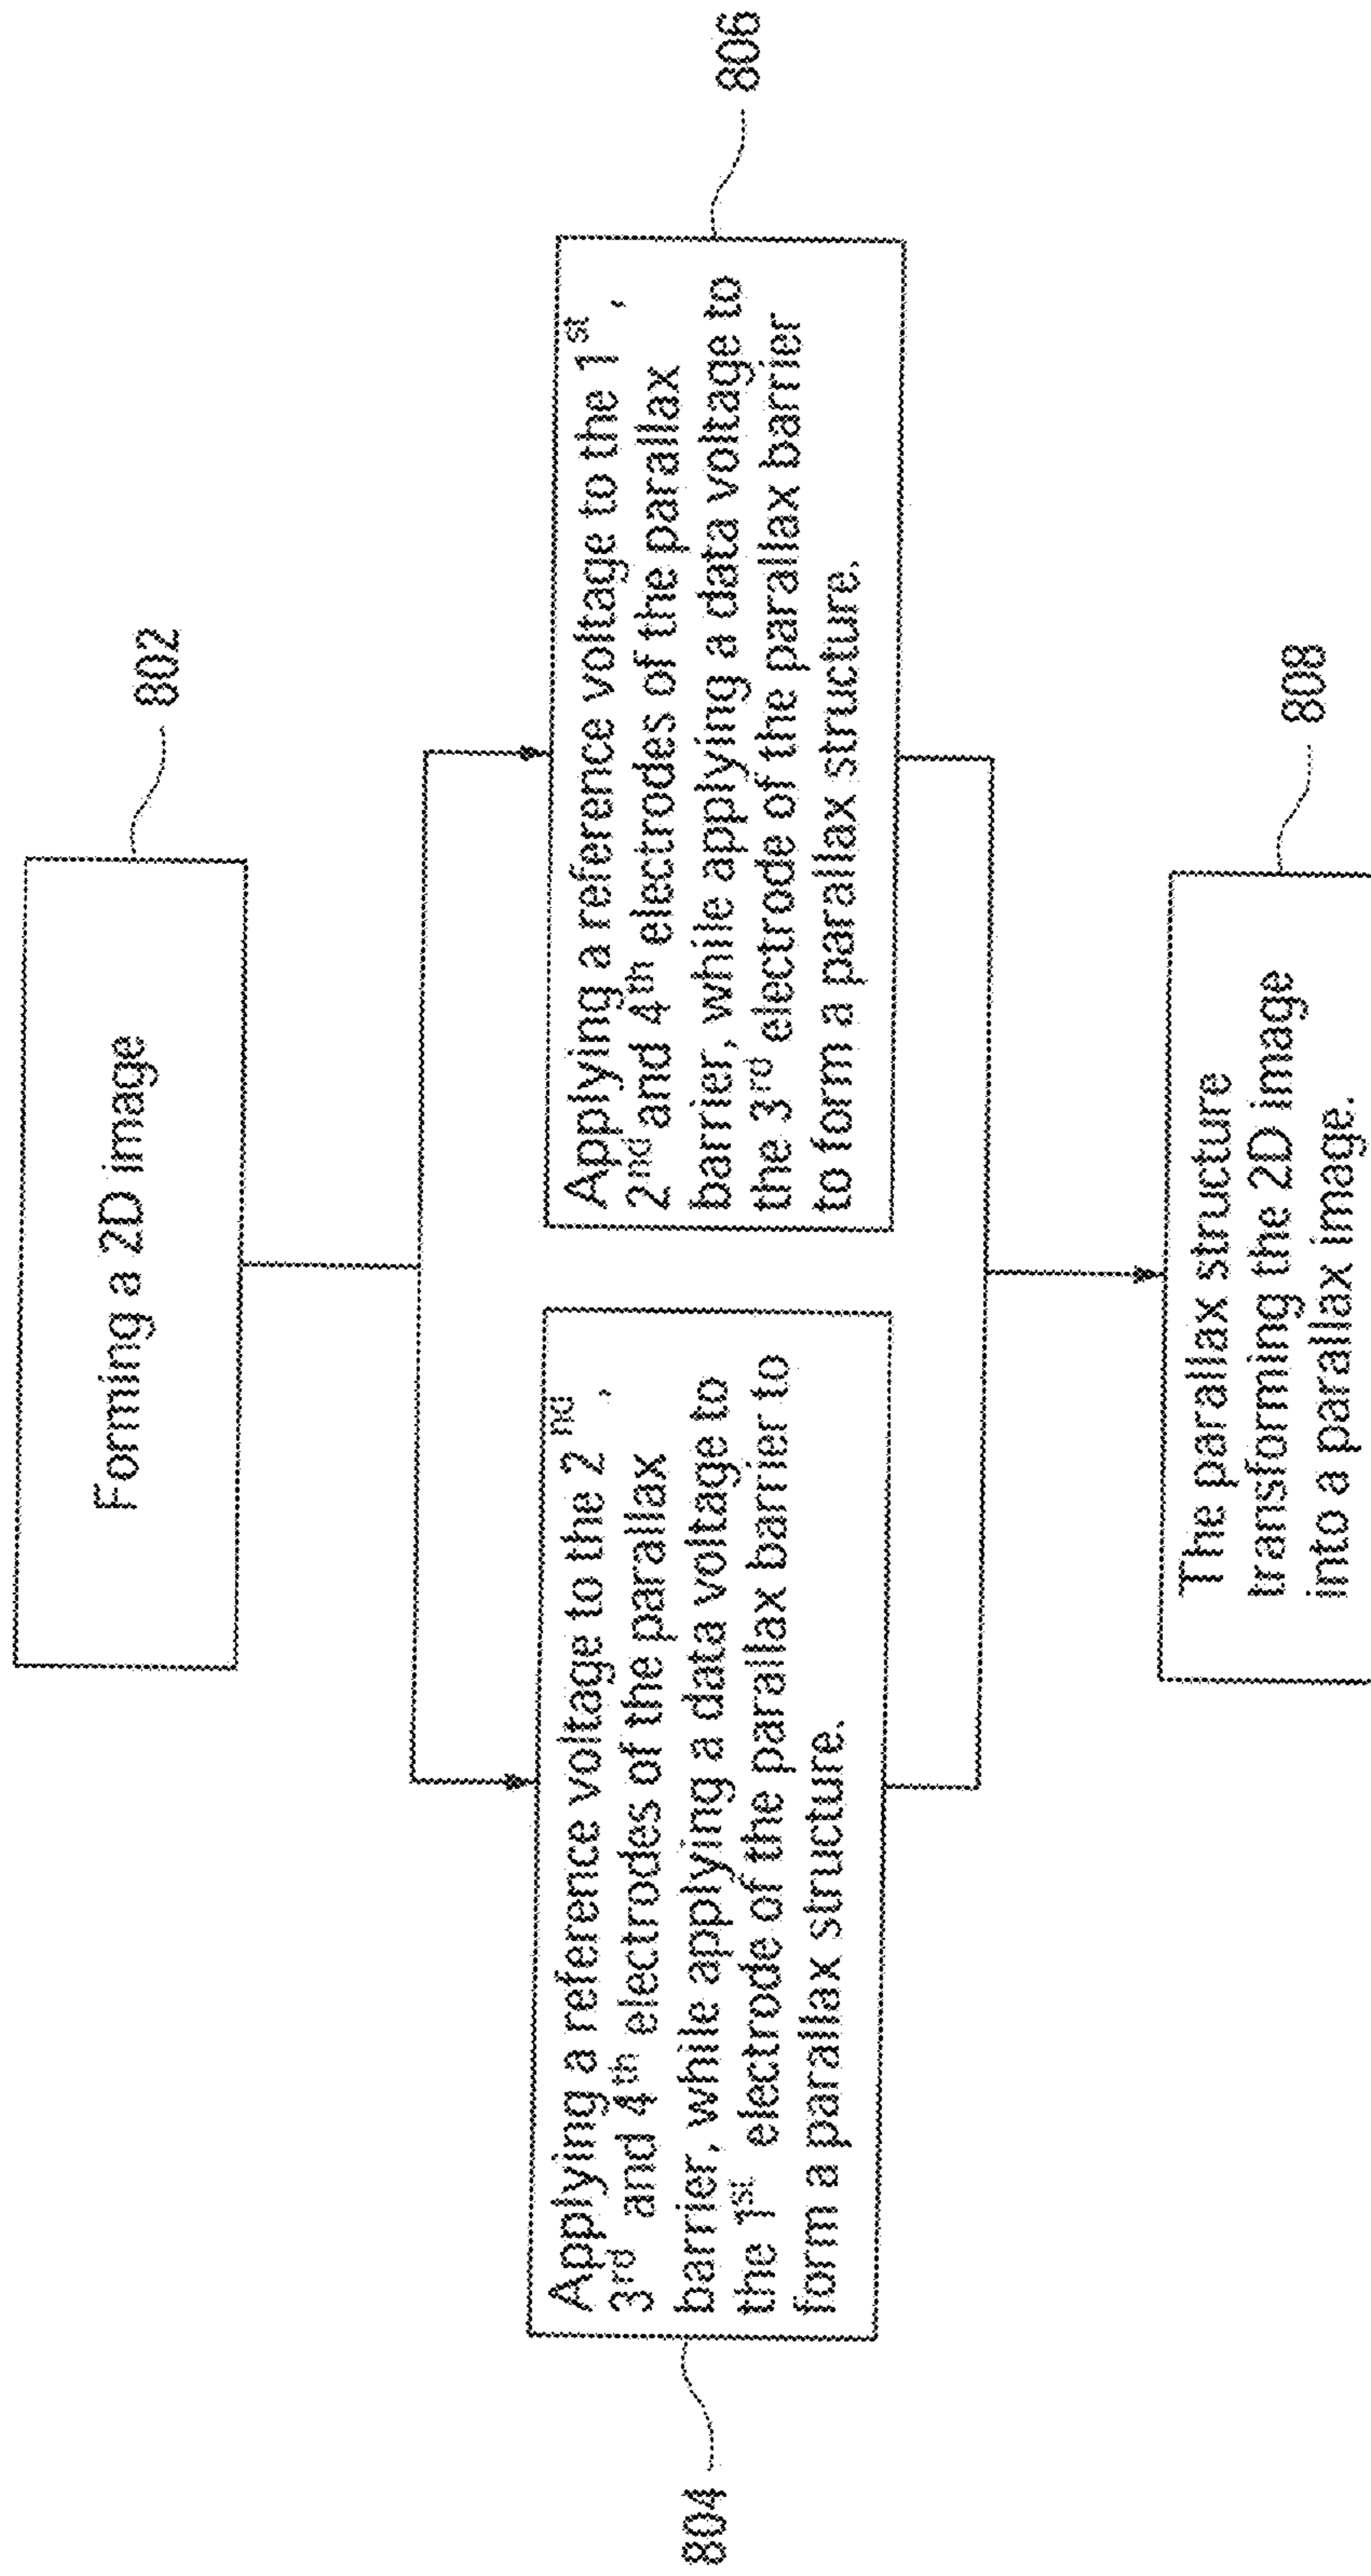 Forming a 2D image
802
804
Applying a reference voltage to the 2nd ,
3rd and 4th electrodes of the parallax
barrier, while applying a data voltage to
the 1st electrode of the parallax barrier to
form a parallax structure.
Applying a reference voltage to the 1st ,
2nd and 4th electrodes of the parallax
barrier, while applying a data voltage to
the 3rd electrode of the parallax barrier
to form a parallax structure.
806
The parallax structure
transforming the 2D image
into a parallax image.
808